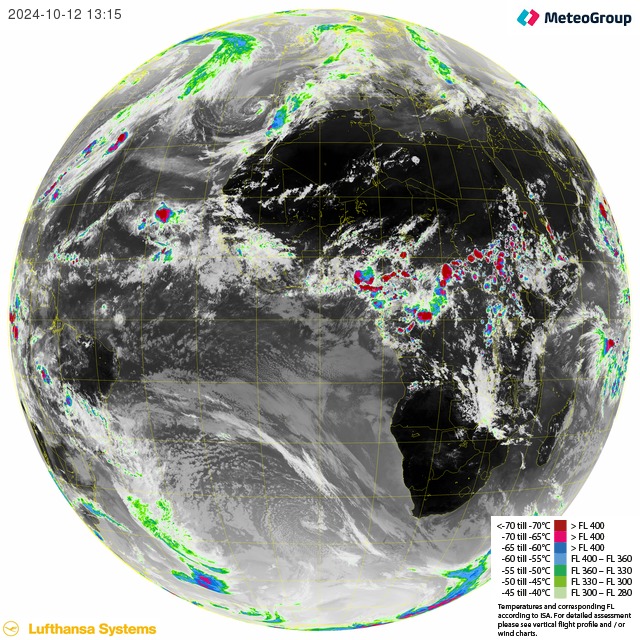 2024-10-12 13:15
MeteoGroup
<-70 till -70°C > FL 400
-70 till -65°C > FL 400
-65 till -60°C > FL 400
-60 till -55°C FL 400 - FL 360
-55 till -50°C FL 360 - FL 330
-50 till -45°C FL 330 - FL 300
-45 till -40°C FL 300 - FL 280
Temperatures and corresponding FL
according to ISA. For detailed assessment
please see vertical flight profile and / or
wind charts.
Lufthansa Systems